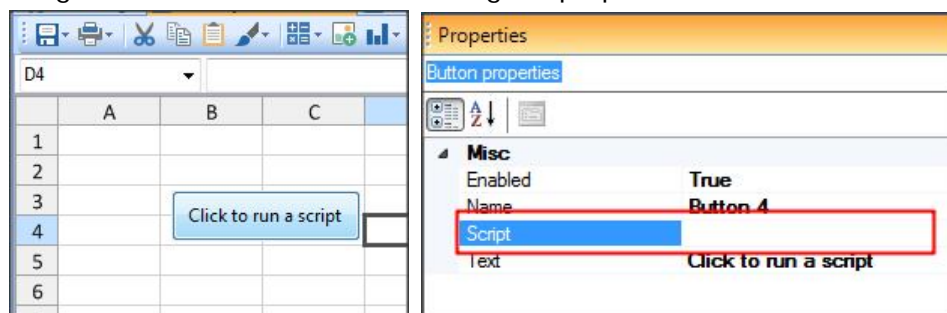 D4
A B C
1
2
3
Click to run a script
4
5
6
Properties
Button properties
Misc
Enabled True
Name Button 4
Script
Text Click to run a script